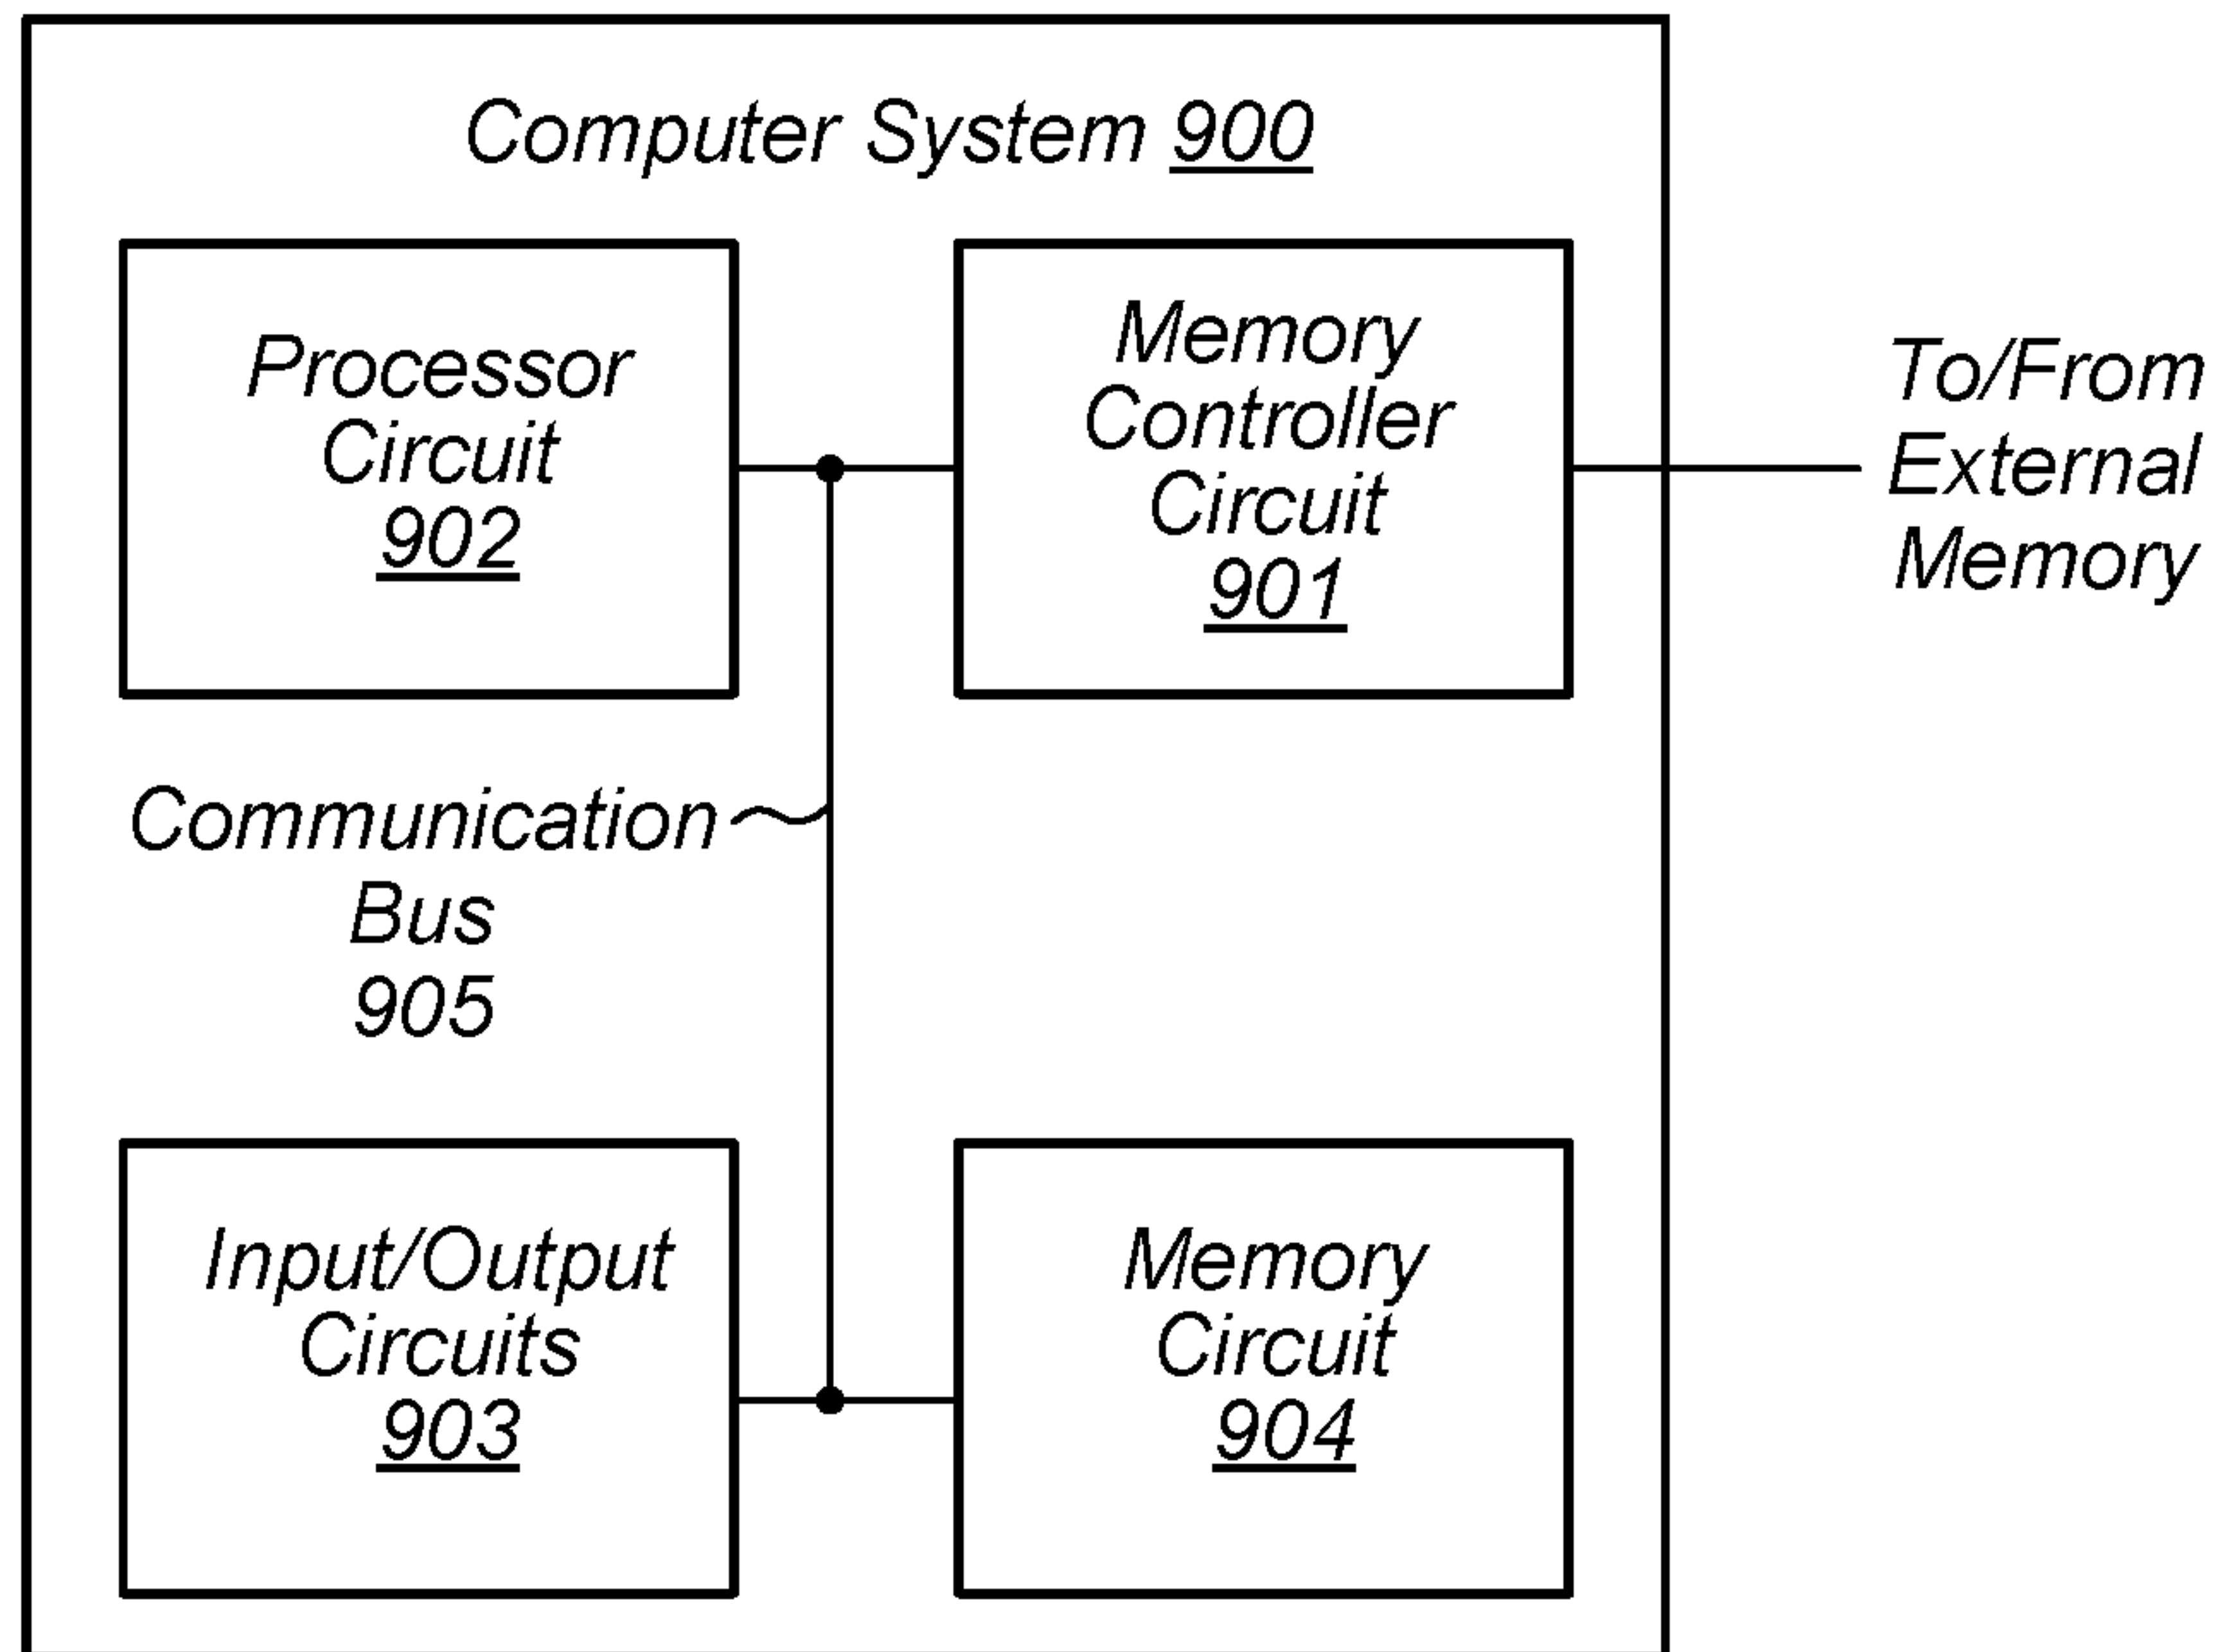 Computer System 900
Processor
Circuit
902
Memory
Controller
Circuit
901
To/From
External
Memory
Communication
Bus
905
Input/Output
Circuits
903
Memory
Circuit
904